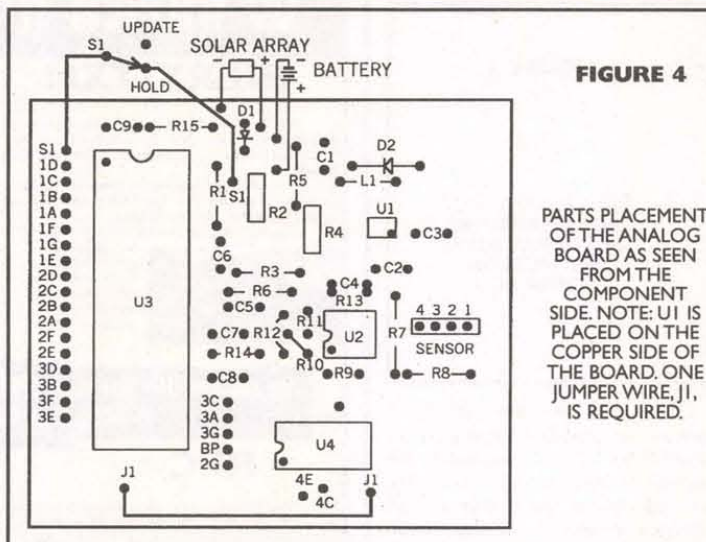 UPDATE
S1
SOLAR ARRAY
- +
-
BATTERY
+
HOLD
FIGURE 4
D1
C9
R15
C1
D2
S1
1D
1C
1B
1A
1F
1G
1E
2D
2C
2B
2A
2F
2E
3D
3B
3F
3E
R1
S1
R5
L1
R2
R4
U1
C3
C6
R3
C2
R6
C4
R13
U3
C5
C7
R12
R11
U2
R7
4 3 2 1
SENSOR
R14
R10
C8
R9
R8
3C
3A
3G
BP
2G
U4
4E
4C
J1
J1
PARTS PLACEMENT
OF THE ANALOG
BOARD AS SEEN
FROM THE
COMPONENT
SIDE. NOTE: U1 IS
PLACED ON THE
COPPER SIDE OF
THE BOARD. ONE
JUMPER WIRE, J1,
IS REQUIRED.